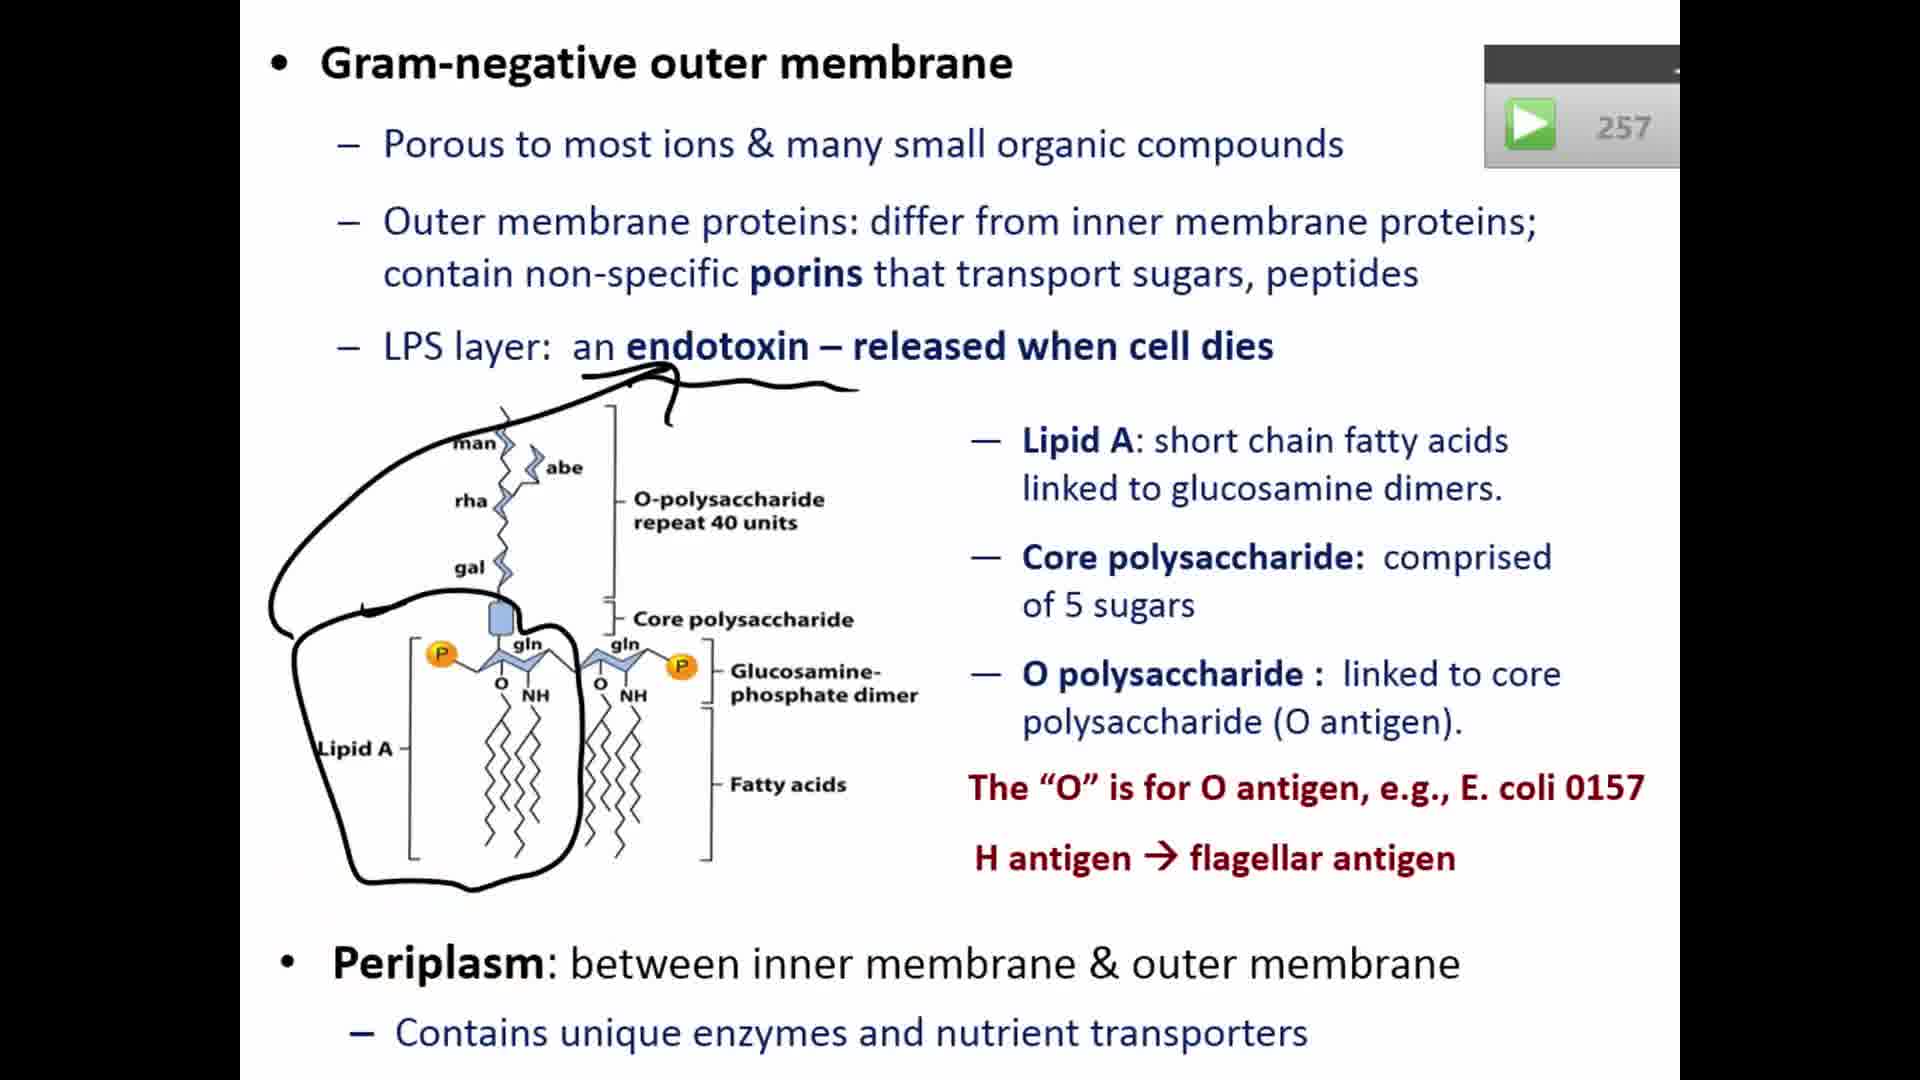 • Gram-negative outer membrane
257
– Porous to most ions & many small organic compounds
– Outer membrane proteins: differ from inner membrane proteins;
contain non-specific porins that transport sugars, peptides
– LPS layer: an endotoxin – released when cell dies
man
abe
rha
O-polysaccharide
repeat 40 units
gal
Core polysaccharide
P
gln
gln
P
O
NH
O
NH
Glucosamine-
phosphate dimer
Lipid A
Fatty acids
— Lipid A: short chain fatty acids
linked to glucosamine dimers.
— Core polysaccharide: comprised
of 5 sugars
— O polysaccharide : linked to core
polysaccharide (O antigen).
The “O” is for O antigen, e.g., E. coli 0157
H antigen → flagellar antigen
• Periplasm: between inner membrane & outer membrane
– Contains unique enzymes and nutrient transporters